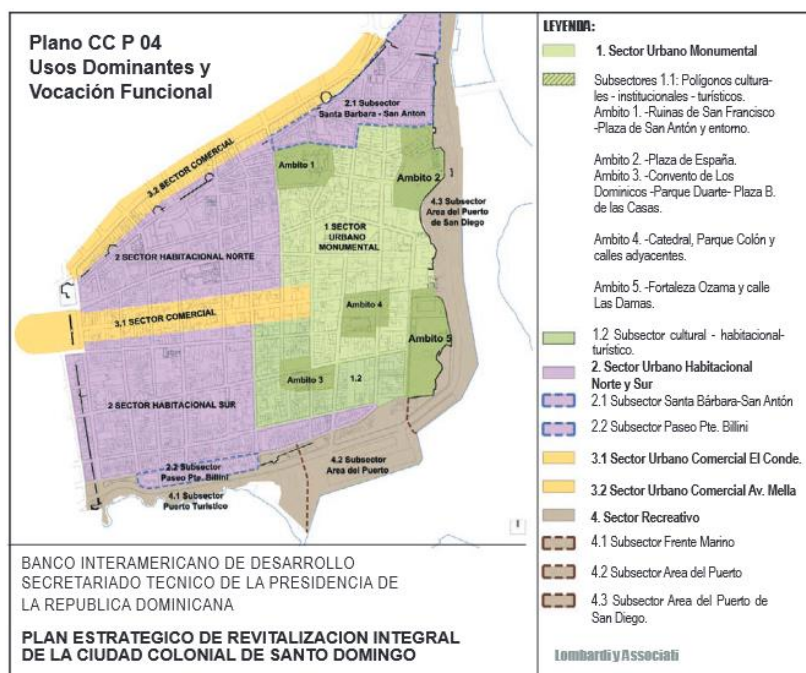 Plano CC P 04
Usos Dominantes y
Vocación Funcional
2.1 Subsector
Santa Barbara - San Anton
3.2 SECTOR COMERCIAL
Ambito 1
Ambito 2
4.3 Subsector
Area del Puerto
de San Diego
1 SECTOR
URBANO
MONUMENTAL
2 SECTOR HABITACIONAL NORTE
3.1 SECTOR COMERCIAL
Ambito 4
Ambito 5
Ambito 3
1.2
2 SECTOR HABITACIONAL SUR
4.2 Subsector
Area del Puerto
2.2 Subsector
Paseo Pte. Billini
4.1 Subsector
Puerto Turistico
BANCO INTERAMERICANO DE DESARROLLO
SECRETARIADO TECNICO DE LA PRESIDENCIA DE
LA REPUBLICA DOMINICANA
PLAN ESTRATEGICO DE REVITALIZACION INTEGRAL
DE LA CIUDAD COLONIAL DE SANTO DOMINGO
LEYENDA:
1. Sector Urbano Monumental
Subsectores 1.1: Polígonos cultura-
les - institucionales - turísticos.
Ambito 1. -Ruinas de San Francisco
-Plaza de San Antón y entorno.
Ambito 2. -Plaza de España.
Ambito 3. -Convento de Los
Dominicos -Parque Duarte- Plaza B.
de las Casas.
Ambito 4. -Catedral, Parque Colón y
calles adyacentes.
Ambito 5. -Fortaleza Ozama y calle
Las Damas.
1.2 Subsector cultural - habitacional-
turístico.
2. Sector Urbano Habitacional
Norte y Sur
2.1 Subsector Santa Bárbara-San Antón
2.2 Subsector Paseo Pte. Billini
3.1 Sector Urbano Comercial El Conde.
3.2 Sector Urbano Comercial Av. Mella
4. Sector Recreativo
4.1 Subsector Frente Marino
4.2 Subsector Area del Puerto
4.3 Subsector Area del Puerto de
San Diego.
Lombardi y Associati